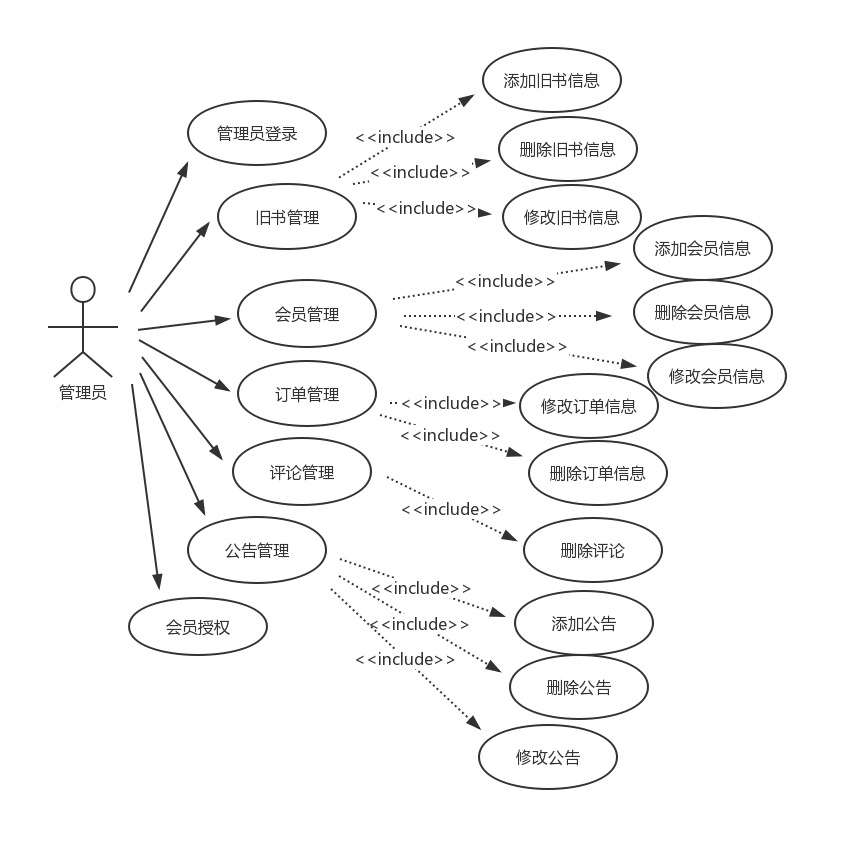 添加旧书信息
管理员登录
<<include>>
删除旧书信息
<<include>>
旧书管理
<<include>>
修改旧书信息
添加会员信息
<<include>>
会员管理
<<include>>
删除会员信息
<<include>>
修改会员信息
管理员
订单管理
<<include>>
修改订单信息
<<include>>
评论管理
删除订单信息
<<include>>
公告管理
删除评论
<<include>>
会员授权
<<include>>
添加公告
<<include>>
删除公告
修改公告